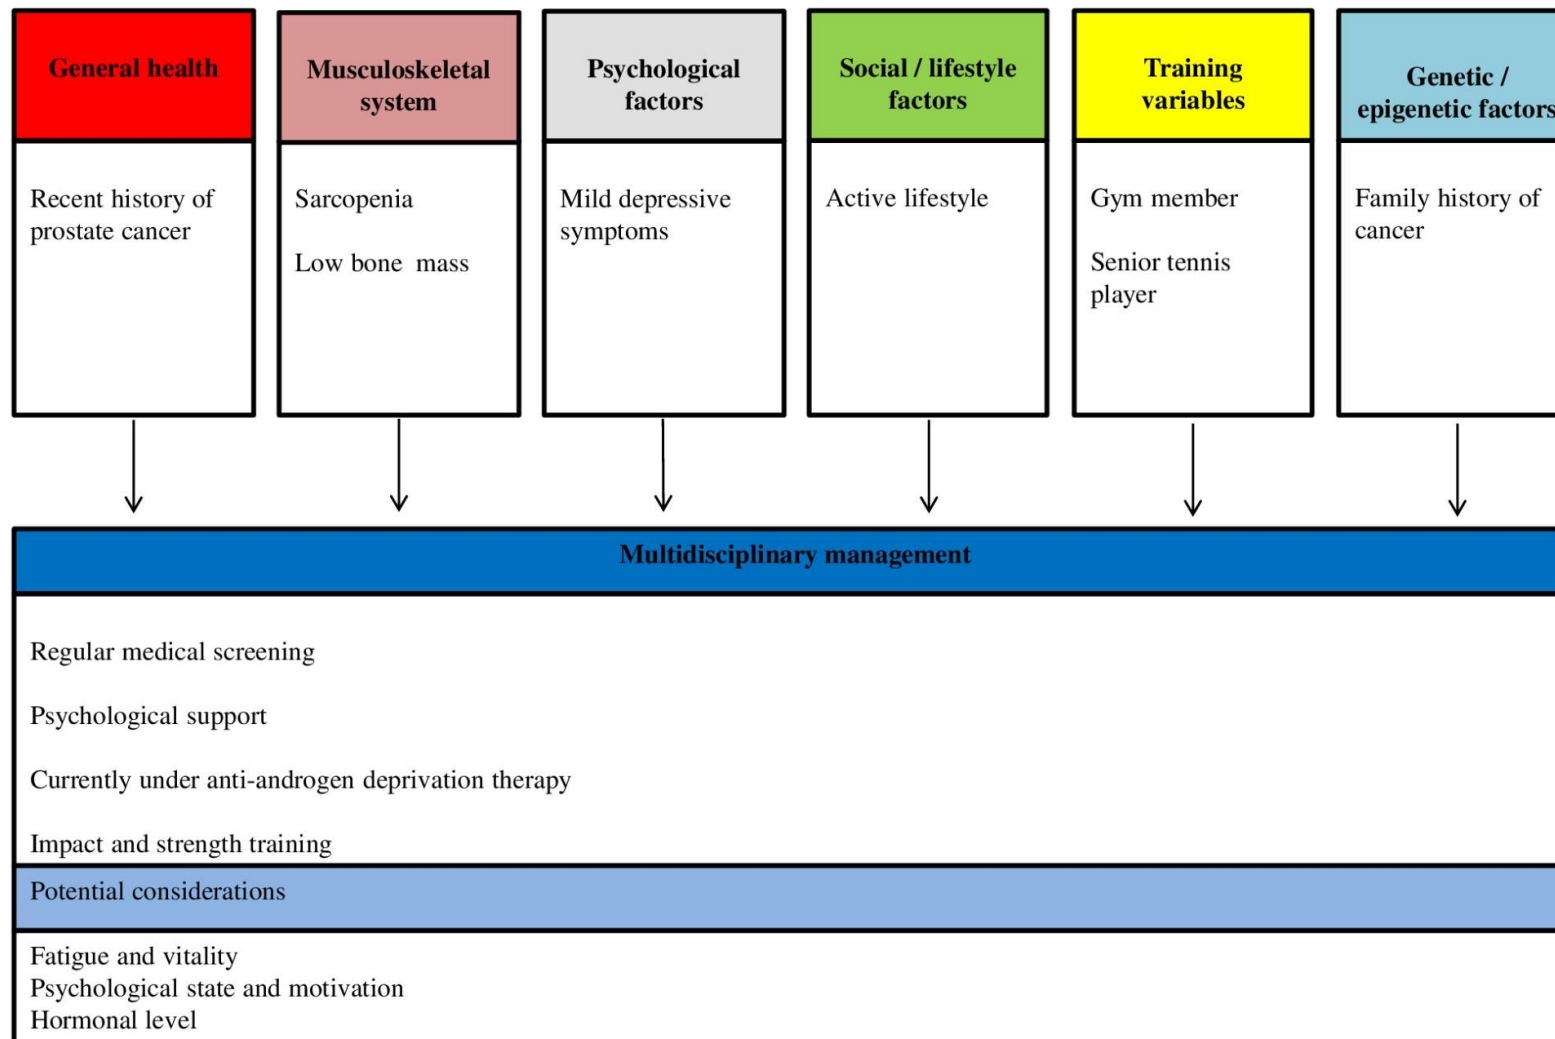 General health
Musculoskeletal
system
Psychological
factors
Social / lifestyle
factors
Training
variables
Genetic /
epigenetic factors
Recent history of
prostate cancer
Sarcopenia
Low bone mass
Mild depressive
symptoms
Active lifestyle
Gym member
Senior tennis
player
Family history of
cancer
Multidisciplinary management
Regular medical screening
Psychological support
Currently under anti-androgen deprivation therapy
Impact and strength training
Potential considerations
Fatigue and vitality
Psychological state and motivation
Hormonal level